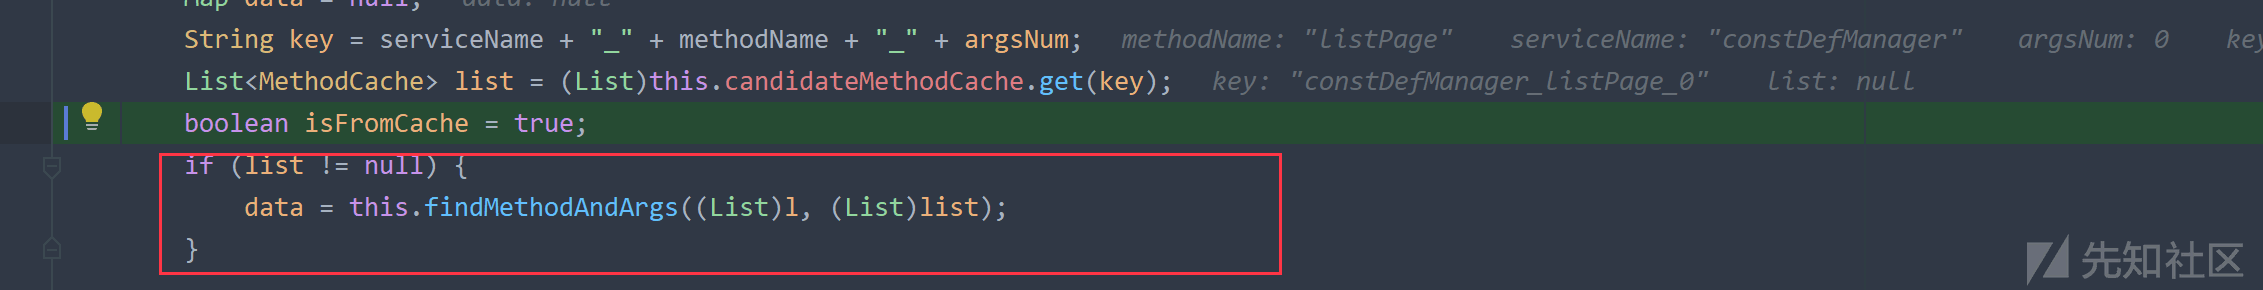 Map data = null; data: null
String key = serviceName + "_" + methodName + "_" + argsNum; methodName: "listPage" serviceName: "constDefManager" argsNum: 0 key
List<MethodCache> list = (List)this.candidateMethodCache.get(key); key: "constDefManager_listPage_0" list: null
boolean isFromCache = true;
if (list != null) {
data = this.findMethodAndArgs((List)l, (List)list);
}
先知社区